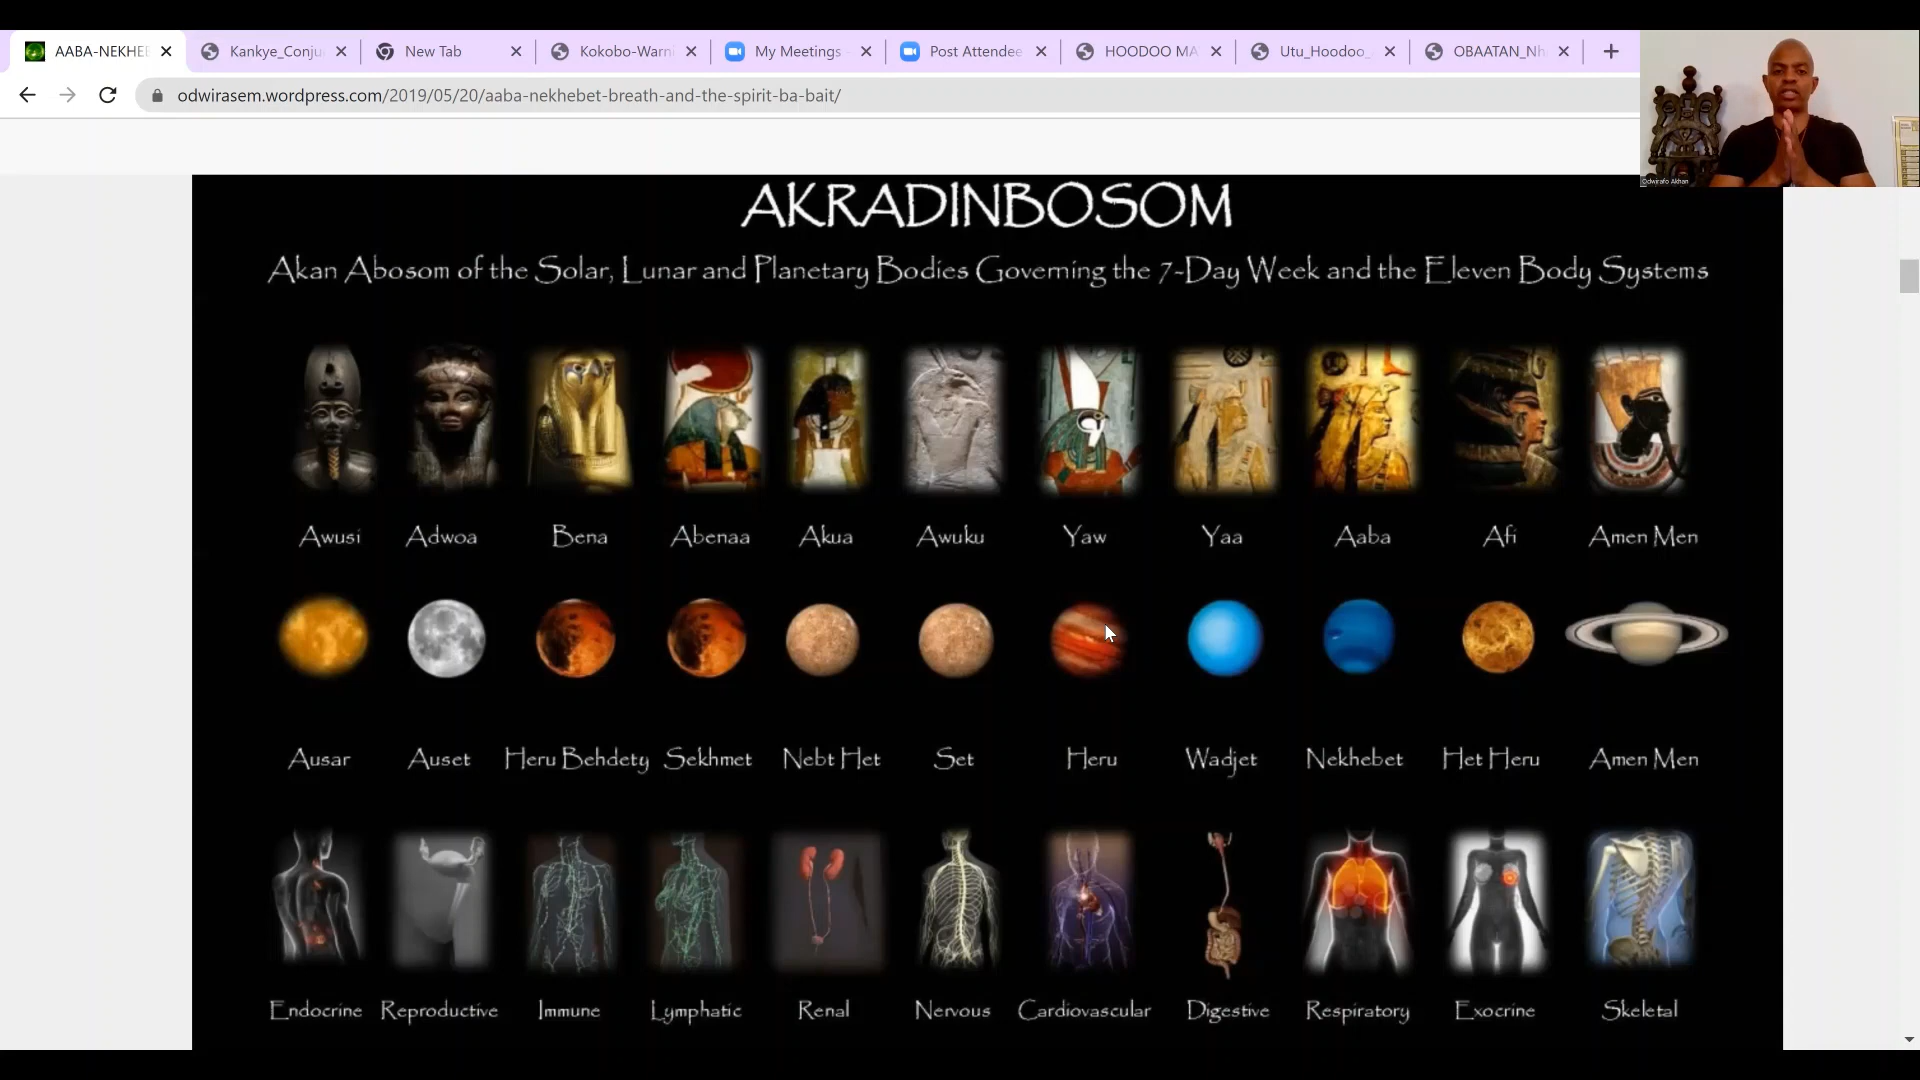 AABA-NEKHEB
Kankye_Conju
New Tab
Kokobo-Warni
My Meetings -
Post Attendee
HOODOO MA
Utu_Hoodoo_
OBAATAN_Nh
odwirasem.wordpress.com/2019/05/20/aaba-nekhebet-breath-and-the-spirit-ba-bait/
Odwirafo Akhan
AKRADINBOSOM
Akan Abosom of the Solar, Lunar and Planetary Bodies Governing the 7-Day Week and the Eleven Body Systems
Awusi Adwoa Bena Abenaa Akua Awuku Yaw Yaa Aaba Afi Amen Men
Ausar Auset Heru Behdety Sekhmet Nebt Het Set Heru Wadjet Nekhebet Het Heru Amen Men
Endocrine Reproductive Immune Lymphatic Renal Nervous Cardiovascular Digestive Respiratory Exocrine Skeletal